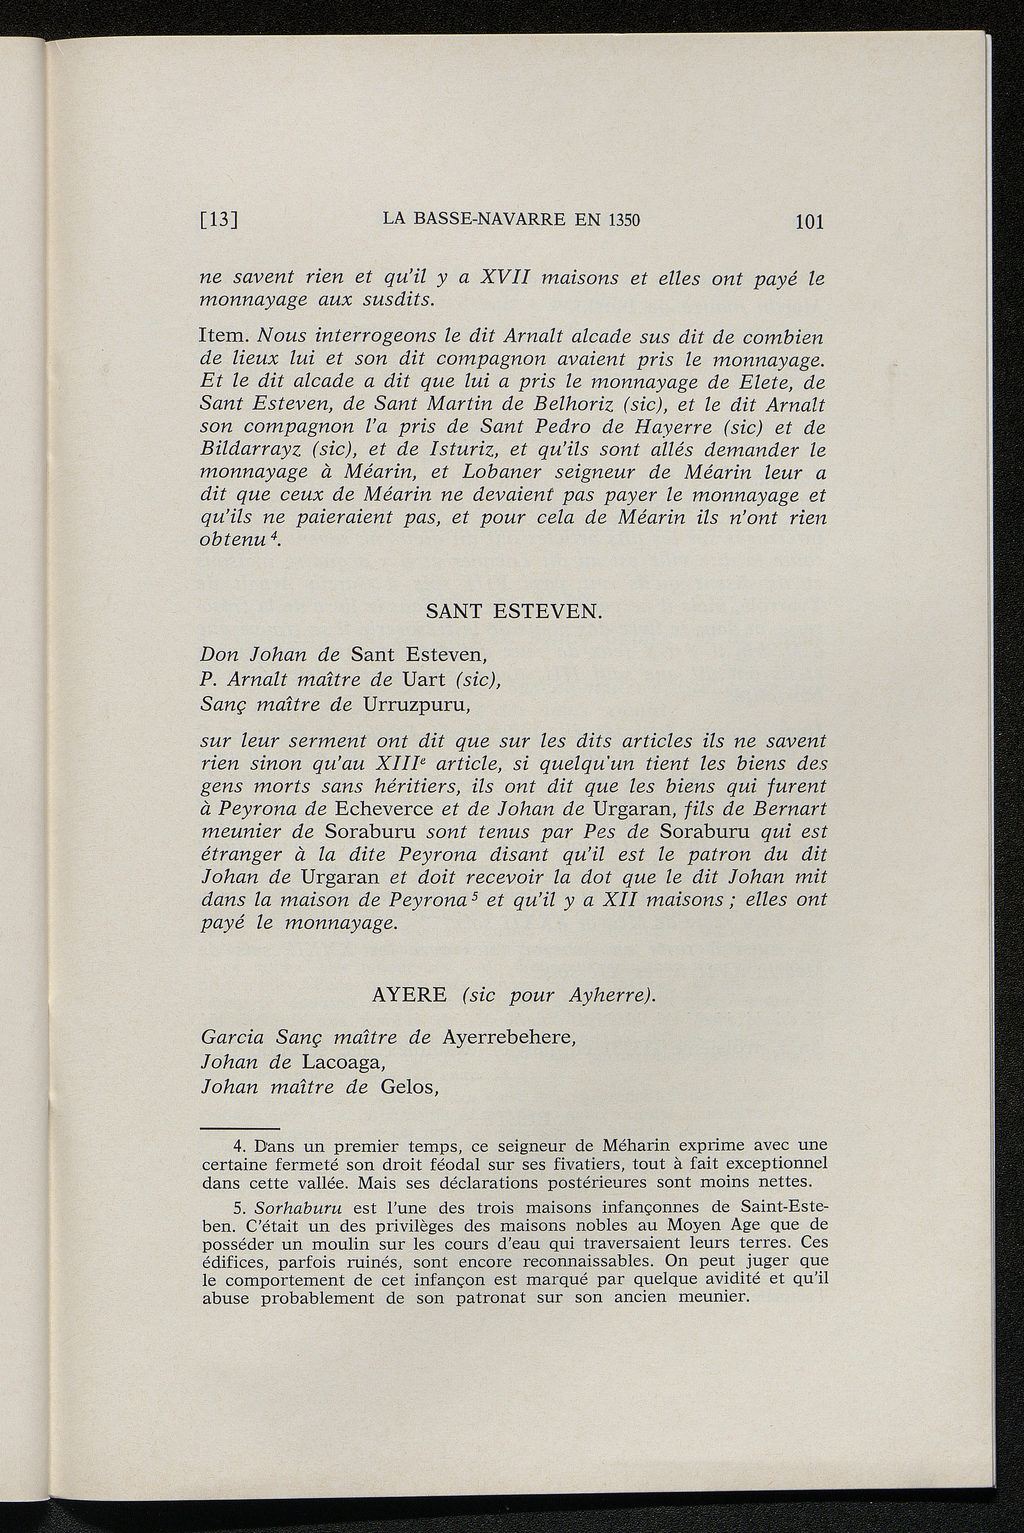 [13] LA BASSE-NAVARRE EN 1350 101
ne savent rien et qu'il y a XVII maisons et elles ont payé le
monnayage aux susdits.
Item. Nous interrogeons le dit Arnalt alcade sus dit de combien
de lieux lui et son dit compagnon avaient pris le monnayage.
Et le dit alcade a dit que lui a pris le monnayage de Elete, de
Sant Esteven, de Sant Martin de Belhoriz (sic), et le dit Arnalt
son compagnon l'a pris de Sant Pedro de Hayerre (sic) et de
Bildarrayz (sic), et de Isturiz, et qu'ils sont allés demander le
monnayage à Méarin, et Lobaner seigneur de Méarin leur a
dit que ceux de Méarin ne devaient pas payer le monnayage et
qu'ils ne paieraient pas, et pour cela de Méarin ils n'ont rien
obtenu 4.
SANT ESTEVEN.
Don Johan de Sant Esteven,
P. Arnalt maître de Uart (sic),
Sanç maître de Urruzpuru,
sur leur serment ont dit que sur les dits articles ils ne savent
rien sinon qu'au XIIIe article, si quelqu'un tient les biens des
gens morts sans héritiers, ils ont dit que les biens qui furent
à Peyrona de Echeverce et de Johan de Urgaran, fils de Bernart
meunier de Soraburu sont tenus par Pes de Soraburu qui est
étranger à la dite Peyrona disant qu'il est le patron du dit
Johan de Urgaran et doit recevoir la dot que le dit Johan mit
dans la maison de Peyrona 5 et qu'il y a XII maisons ; elles ont
payé le monnayage.
AYERE (sic pour Ayherre).
Garcia Sanç maître de Ayerrebehere,
Johan de Lacoaga,
Johan maître de Gelos,
4. Dans un premier temps, ce seigneur de Méharin exprime avec une
certaine fermeté son droit féodal sur ses fivatiers, tout à fait exceptionnel
dans cette vallée. Mais ses déclarations postérieures sont moins nettes.
5. Sorhaburu est l'une des trois maisons infançonnes de Saint-Este-
ben. C'était un des privilèges des maisons nobles au Moyen Age que de
posséder un moulin sur les cours d'eau qui traversaient leurs terres. Ces
édifices, parfois ruinés, sont encore reconnaissables. On peut juger que
le comportement de cet infançon est marqué par quelque avidité et qu'il
abuse probablement de son patronat sur son ancien meunier.